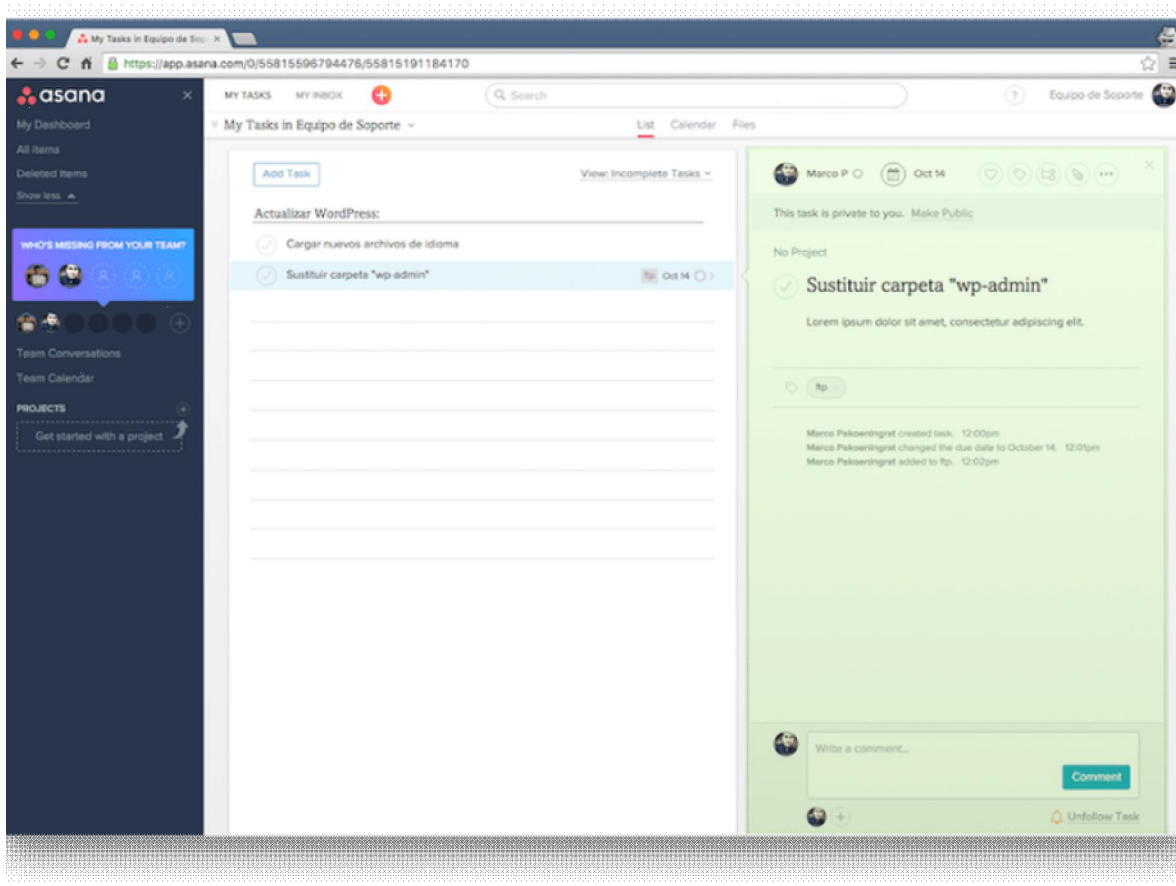 My Tasks in Equipo de Sop
https://app.asana.com/0/55815596794476/55815191184170
asana
MY TASKS MY INBOX Search ? Equipo de Soporte
My Dashboard
My Tasks in Equipo de Soporte List Calendar Files
All Items
Deleted Items
Show less
WHO'S MISSING FROM YOUR TEAM?
Team Conversations
Team Calendar
PROJECTS
Get started with a project
Add Task View: Incomplete Tasks
Actualizar WordPress:
Cargar nuevos archivos de idioma
Sustituir carpeta "wp-admin" ftp Oct 14
Marco P Oct 14
This task is private to you. Make Public
No Project
Sustituir carpeta "wp-admin"
Lorem ipsum dolor sit amet, consectetur adipiscing elit.
ftp
Marco Pakoeningrat created task. 12:00pm
Marco Pakoeningrat changed the due date to October 14. 12:01pm
Marco Pakoeningrat added to ftp. 12:02pm
Write a comment...
Comment
Unfollow Task